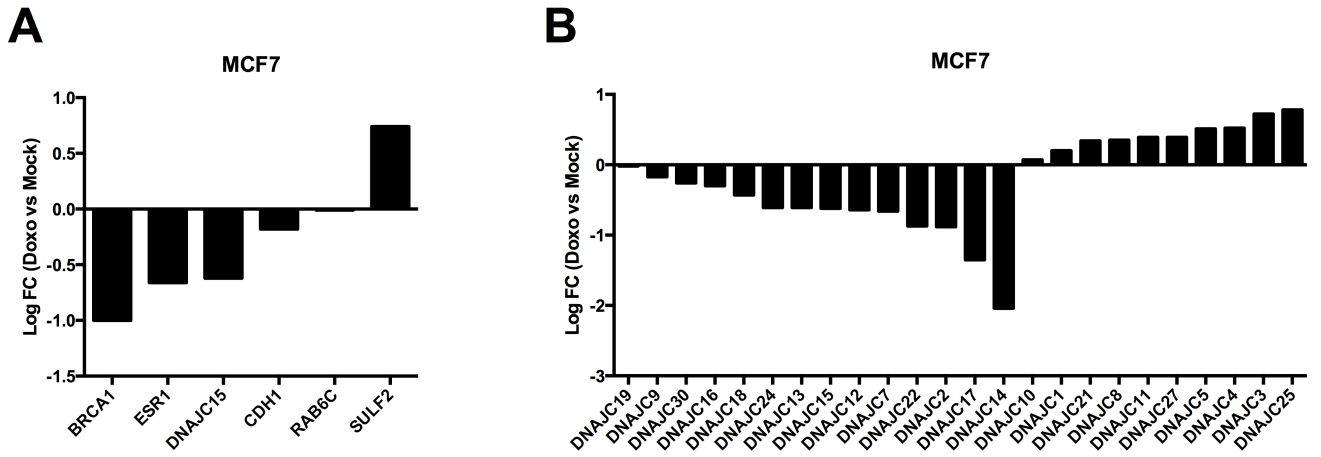 A
MCF7
Log FC (Doxo vs Mock)
1.0
0.5
0.0
-0.5
-1.0
-1.5
BRCA1
ESR1
DNAJC15
CDH1
RAB6C
SULF2
B
MCF7
Log FC (Doxo vs Mock)
1
0
-1
-2
-3
DNAJC19
DNAJC9
DNAJC30
DNAJC16
DNAJC18
DNAJC24
DNAJC13
DNAJC15
DNAJC12
DNAJC7
DNAJC22
DNAJC2
DNAJC17
DNAJC14
DNAJC10
DNAJC1
DNAJC21
DNAJC8
DNAJC11
DNAJC27
DNAJC5
DNAJC4
DNAJC3
DNAJC25